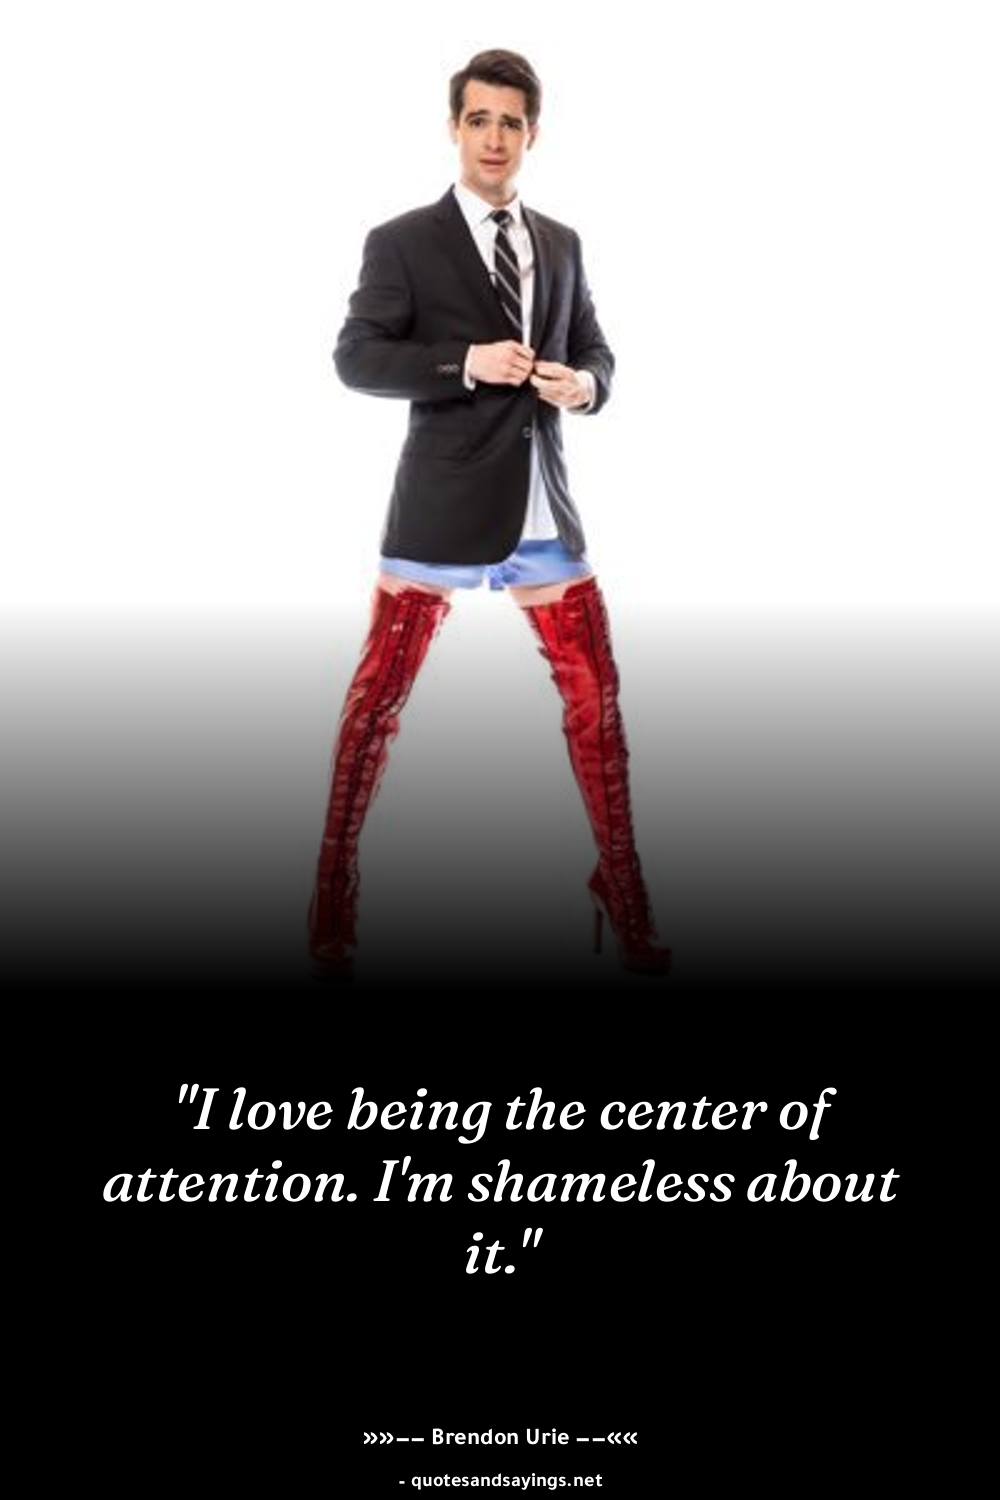 "I love being the center of
attention. I'm shameless about
it."
»»–– Brendon Urie ––««
- quotesandsayings.net